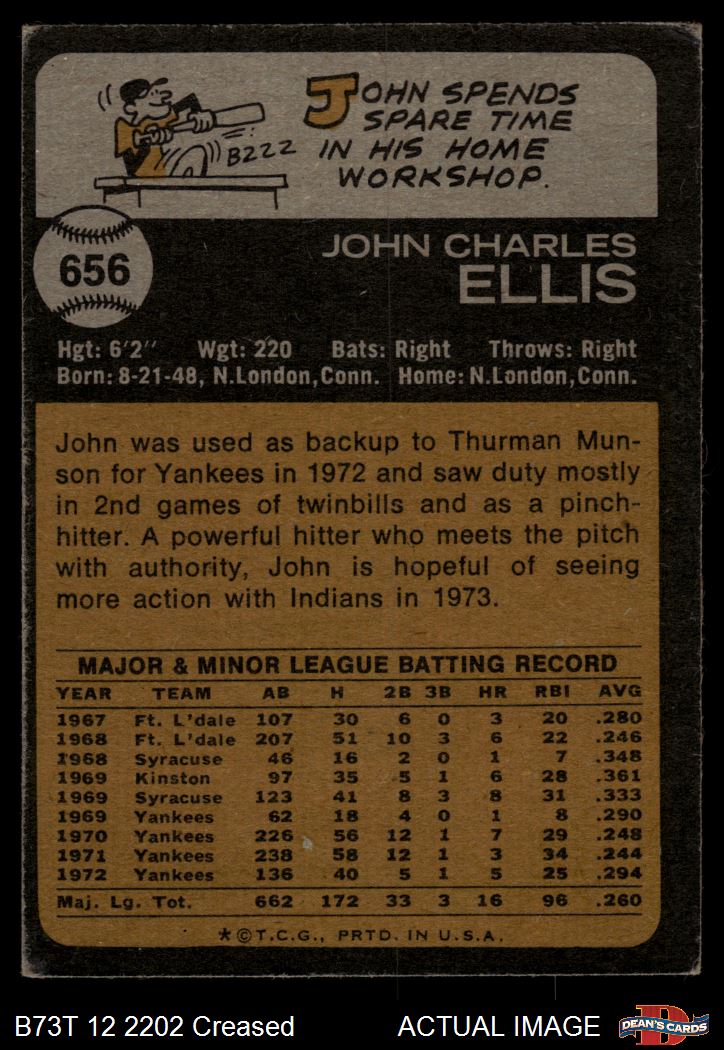 JOHN SPENDS
SPARE TIME
IN HIS HOME
WORKSHOP.
BZZZ
656
JOHN CHARLES
ELLIS
Hgt: 6'2" Wgt: 220 Bats: Right Throws: Right
Born: 8-21-48, N.London, Conn. Home: N.London, Conn.
John was used as backup to Thurman Mun-
son for Yankees in 1972 and saw duty mostly
in 2nd games of twinbills and as a pinch-
hitter. A powerful hitter who meets the pitch
with authority, John is hopeful of seeing
more action with Indians in 1973.
MAJOR & MINOR LEAGUE BATTING RECORD
YEAR TEAM AB H 2B 3B HR RBI AVG
1967 Ft. L'dale 107 30 6 0 3 20 .280
1968 Ft. L'dale 207 51 10 3 6 22 .246
1968 Syracuse 46 16 2 0 1 7 .348
1969 Kinston 97 35 5 1 6 28 .361
1969 Syracuse 123 41 8 3 8 31 .333
1969 Yankees 62 18 4 0 1 8 .290
1970 Yankees 226 56 12 1 7 29 .248
1971 Yankees 238 58 12 1 3 34 .244
1972 Yankees 136 40 5 1 5 25 .294
Maj. Lg. Tot. 662 172 33 3 16 96 .260
★©T.C.G., PRTD. IN U.S.A.
B73T 12 2202 Creased ACTUAL IMAGE
D
DEAN'S CARDS